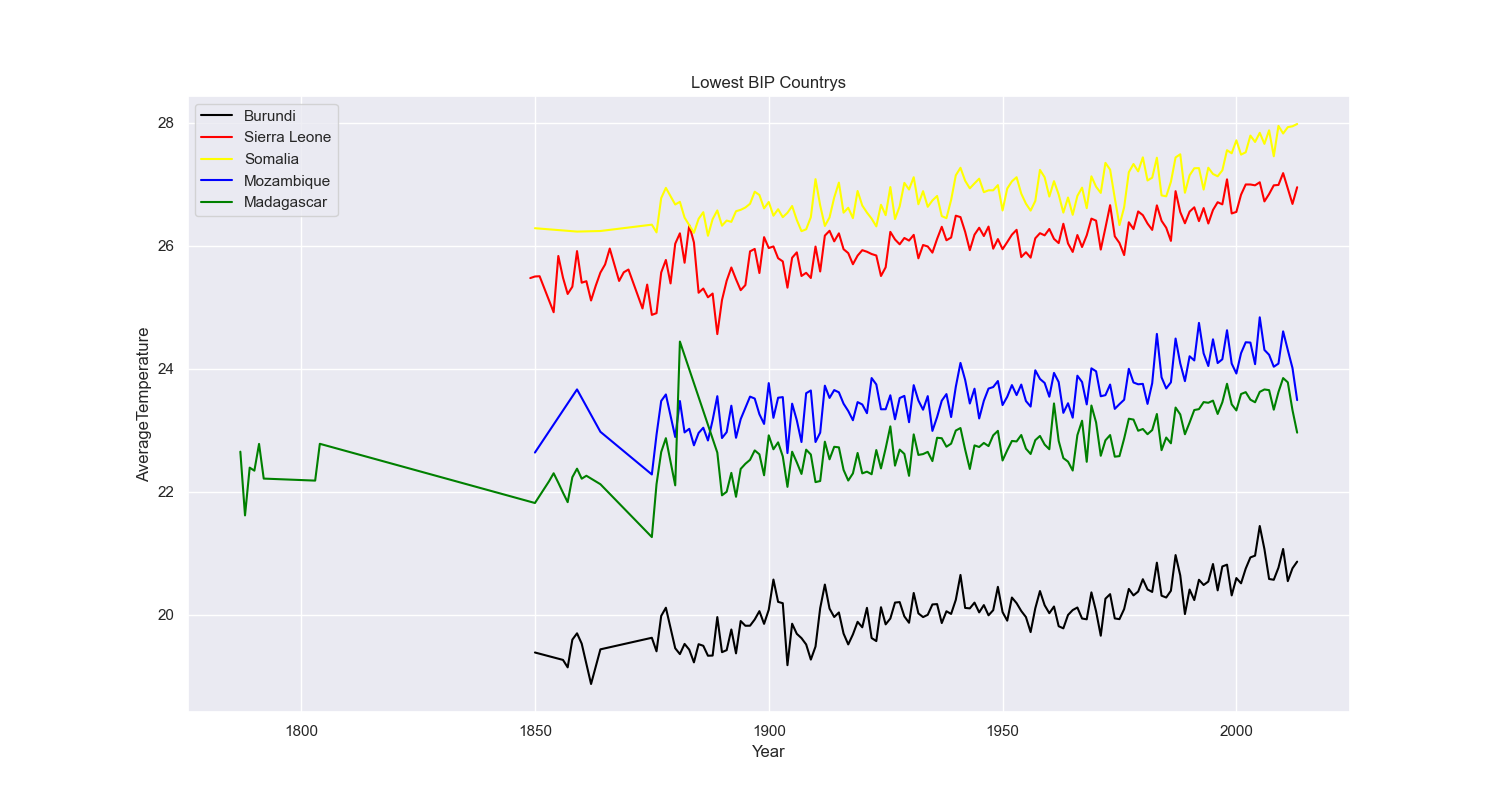 Lowest BIP Countrys
Burundi
Sierra Leone
Somalia
Mozambique
Madagascar
AverageTemperature
28
26
24
22
20
1800 1850 1900 1950 2000
Year